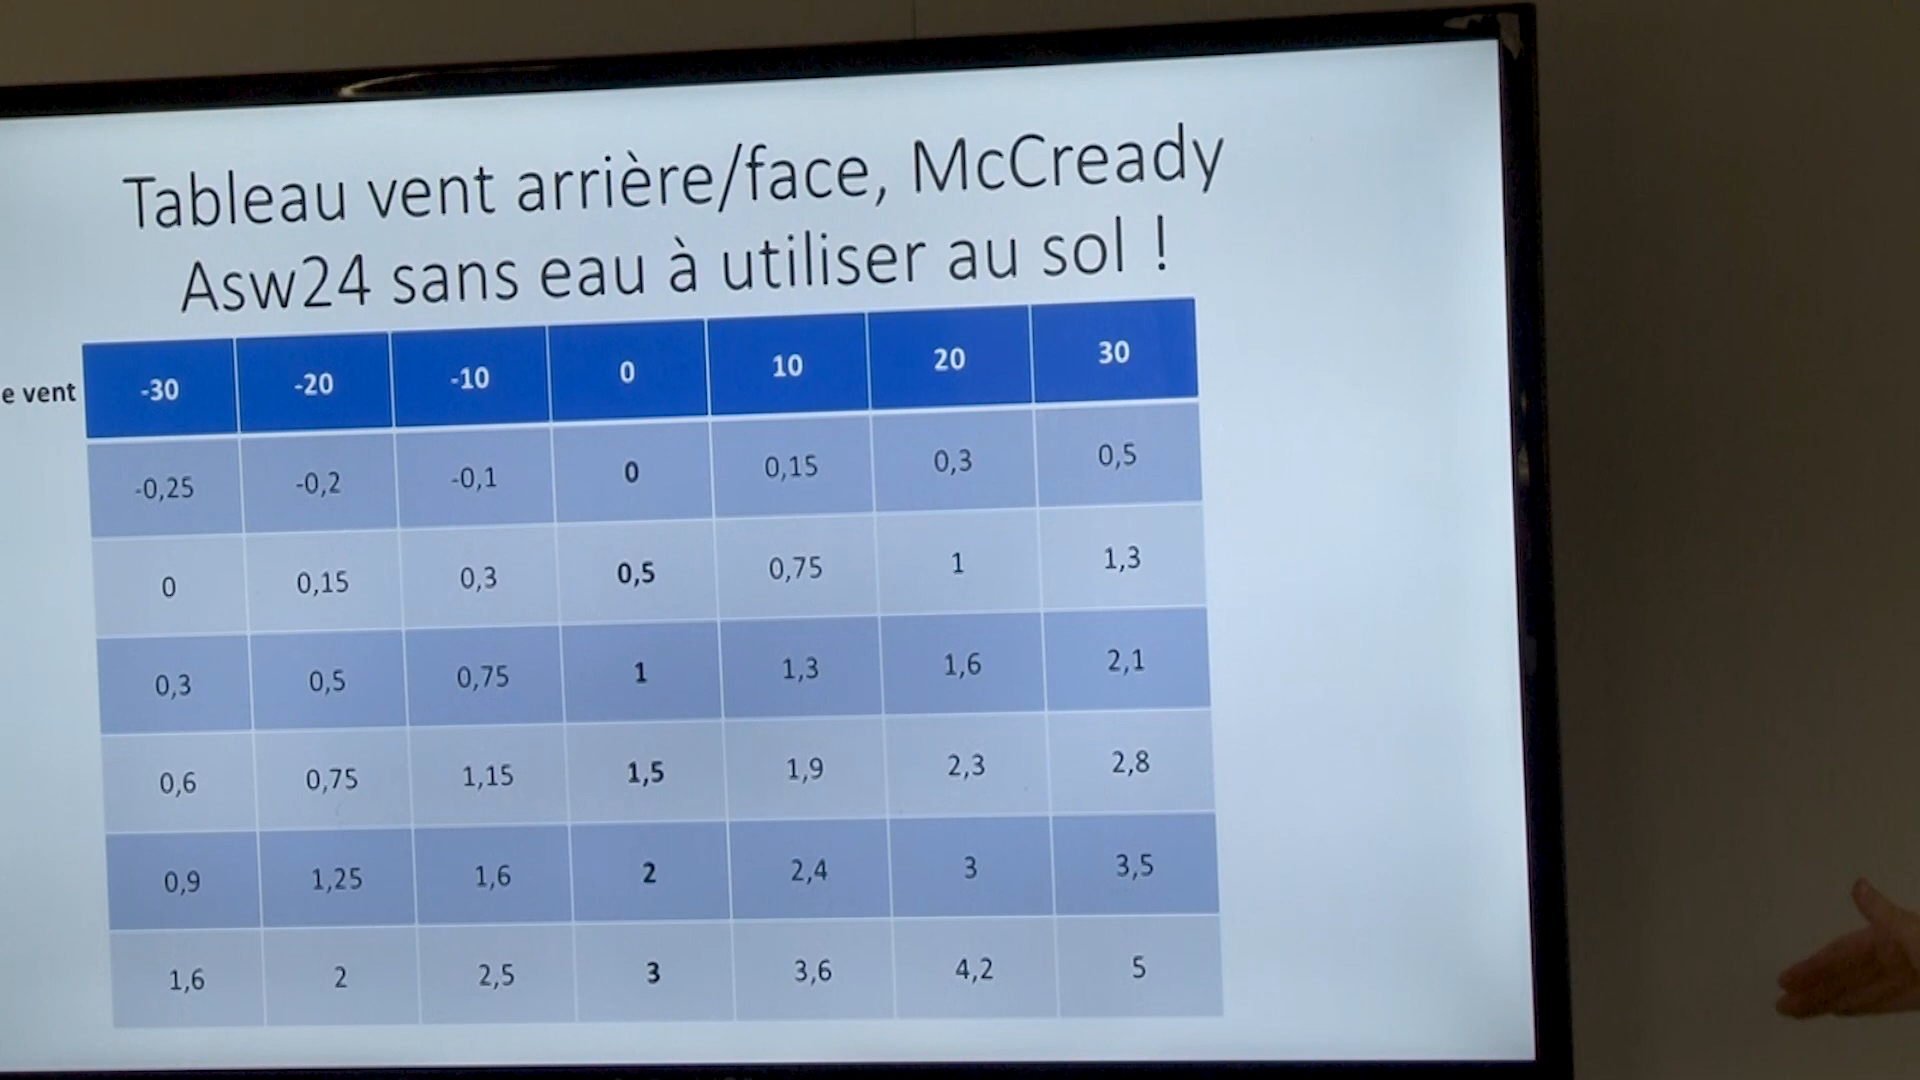 Tableau vent arrière/face, McCready
Asw24 sans eau à utiliser au sol !
e vent -30 -20 -10 0 10 20 30
-0,25 -0,2 -0,1 0 0,15 0,3 0,5
0 0,15 0,3 0,5 0,75 1 1,3
0,3 0,5 0,75 1 1,3 1,6 2,1
0,6 0,75 1,15 1,5 1,9 2,3 2,8
0,9 1,25 1,6 2 2,4 3 3,5
1,6 2 2,5 3 3,6 4,2 5